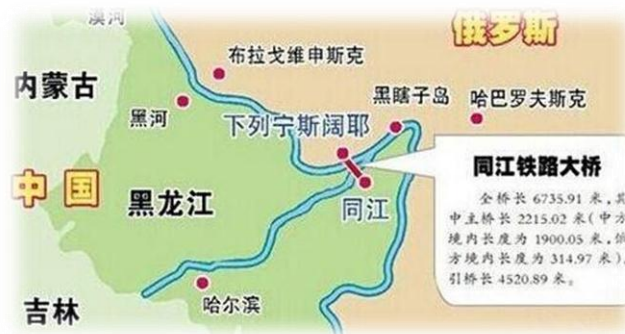 漠河
俄罗斯
布拉戈维申斯克
内蒙古
黑瞎子岛
哈巴罗夫斯克
黑河
下列宁斯阔耶
同江铁路大桥
中国
黑龙江
全桥长 6735.91 米,其
中主桥长 2215.02 米(中方
境内长度为 1900.05 米,俄
方境内长度为 314.97 米),
引桥长 4520.89 米。
同江
哈尔滨
吉林